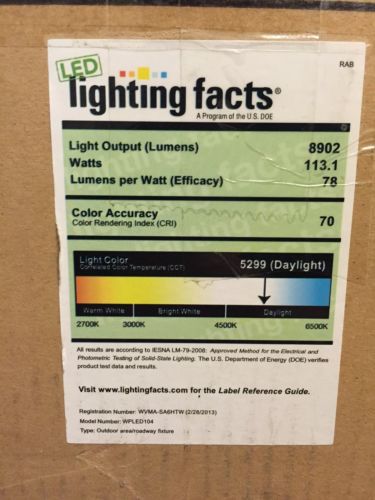 LED
RAB
lighting facts®
A Program of the U.S. DOE
Light Output (Lumens) 8902
Watts 113.1
Lumens per Watt (Efficacy) 78
Color Accuracy
Color Rendering Index (CRI) 70
Light Color
Correlated Color Temperature (CCT)
5299 (Daylight)
Warm White Bright White Daylight
2700K 3000K 4500K 6500K
All results are according to IESNA LM-79-2008: Approved Method for the Electrical and
Photometric Testing of Solid-State Lighting. The U.S. Department of Energy (DOE) verifies
product test data and results.
Visit www.lightingfacts.com for the Label Reference Guide.
Registration Number: WVMA-SA6HTW (2/28/2013)
Model Number: WPLED104
Type: Outdoor area/roadway fixture